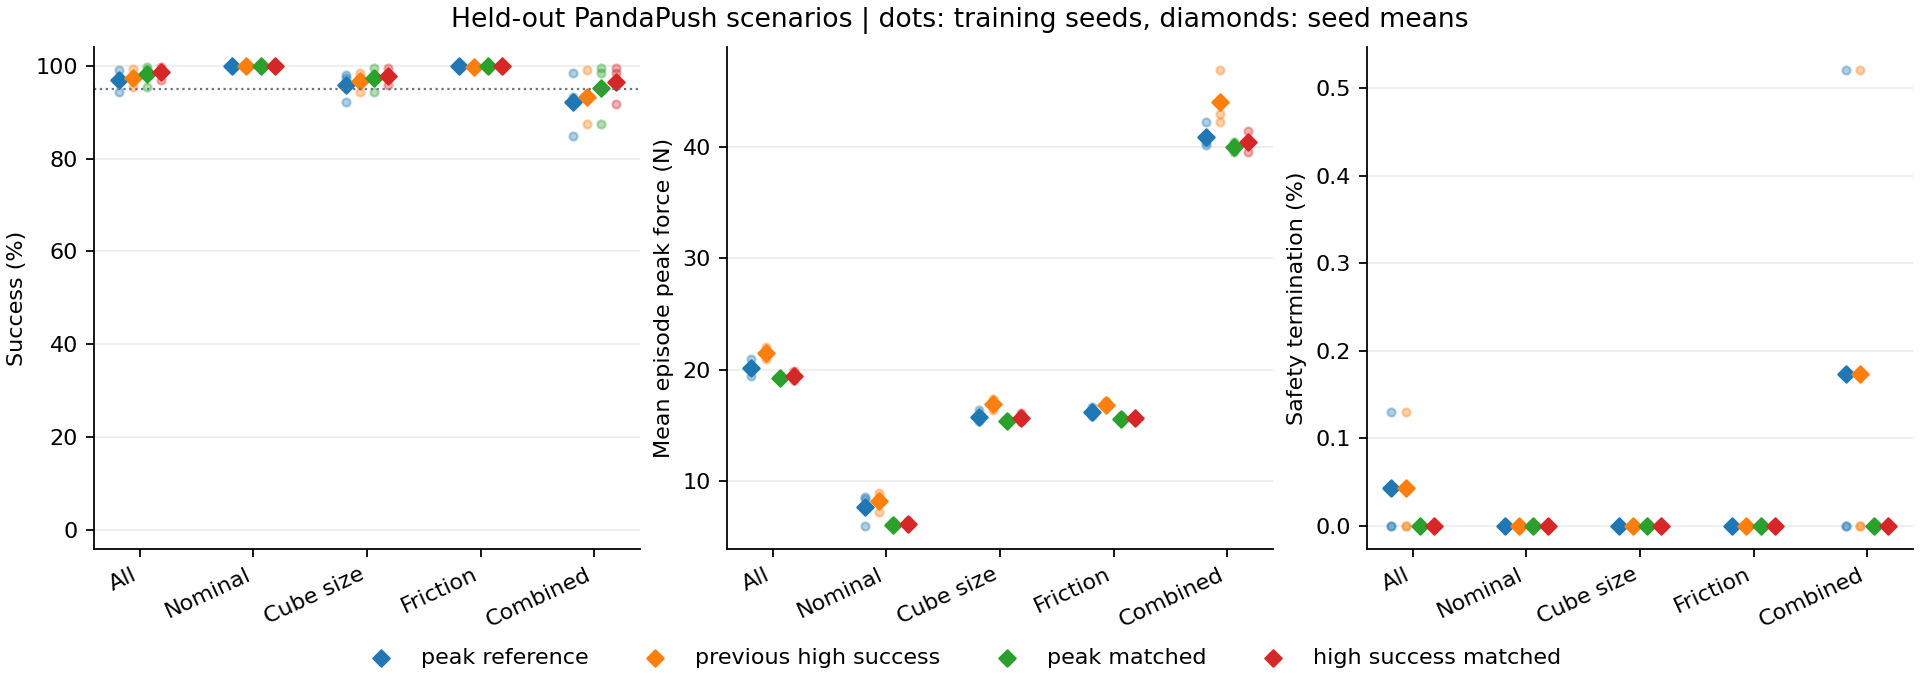 Held-out PandaPush scenarios | dots: training seeds, diamonds: seed means
Success (%)
100
80
60
40
20
0
All
Nominal
Cube size
Friction
Combined
Mean episode peak force (N)
40
30
20
10
All
Nominal
Cube size
Friction
Combined
Safety termination (%)
0.5
0.4
0.3
0.2
0.1
0.0
All
Nominal
Cube size
Friction
Combined
peak reference
previous high success
peak matched
high success matched